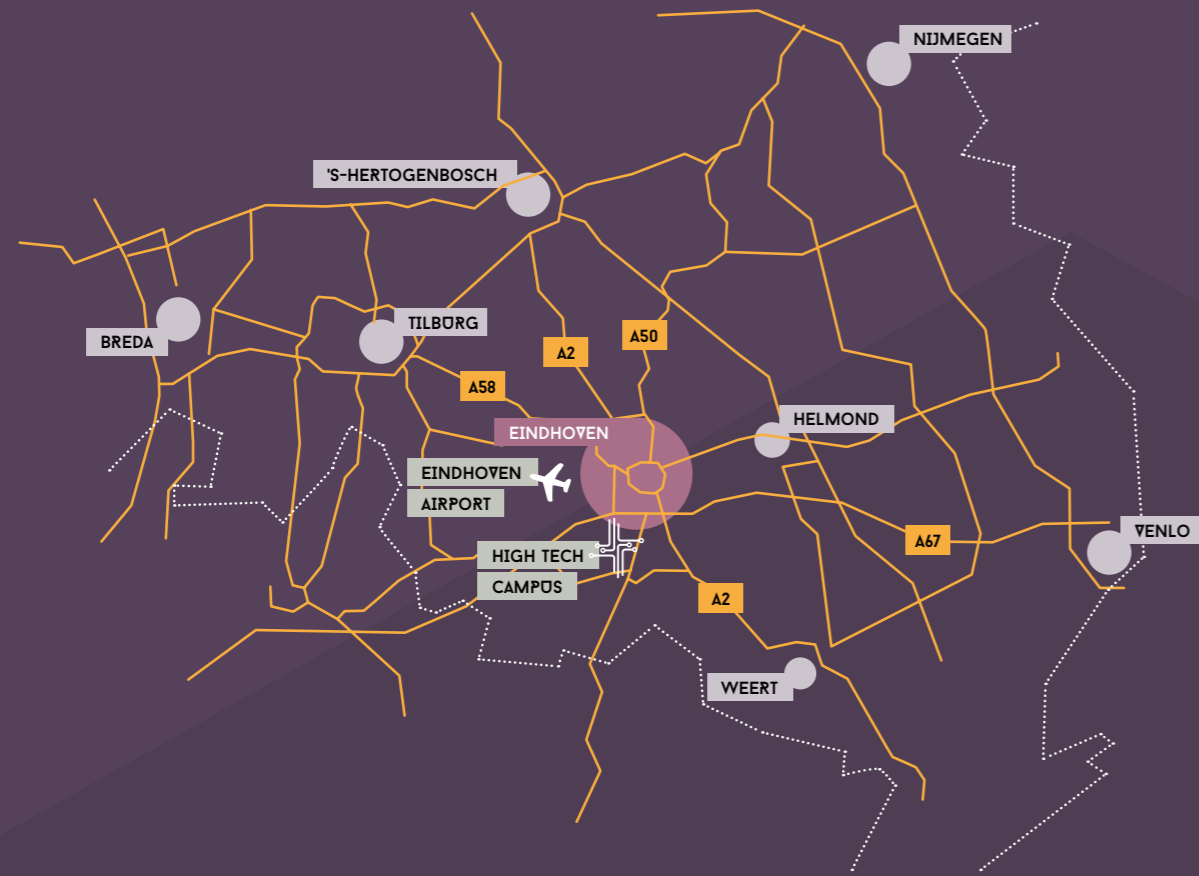 NIJMEGEN
'S-HERTOGENBOSCH
TILBURG
BREDA
A50
A2
A58
HELMOND
EINDHOVEN
EINDHOVEN
AIRPORT
VENLO
A67
HIGH TECH
CAMPUS
A2
WEERT